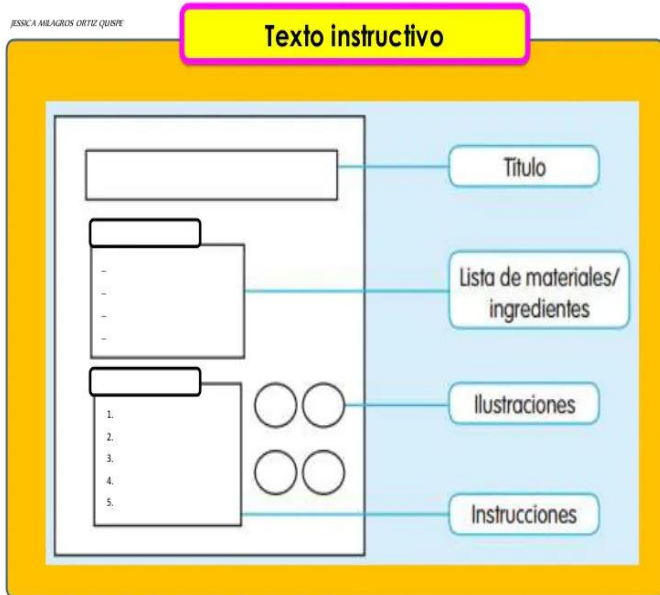 JESSICA MILAGROS ORTIZ QUISPE
Texto instructivo
Título
Lista de materiales/
ingredientes
–
–
–
–
Ilustraciones
1.
2.
3.
4.
5.
Instrucciones